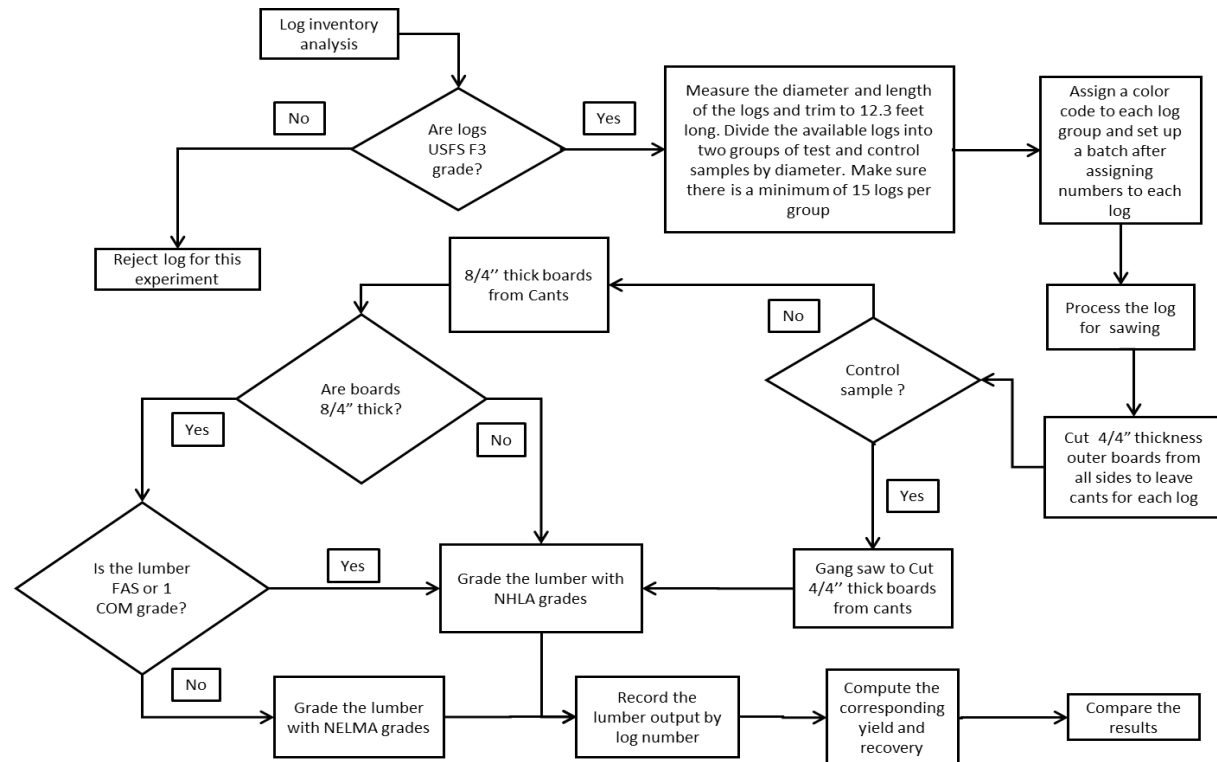 Log inventory
analysis
No
Are logs
USFS F3
grade?
Yes
Measure the diameter and length
of the logs and trim to 12.3 feet
long. Divide the available logs into
two groups of test and control
samples by diameter. Make sure
there is a minimum of 15 logs per
group
Assign a color
code to each log
group and set up
a batch after
assigning
numbers to each
log
Reject log for this
experiment
8/4’’ thick boards
from Cants
No
Process the log
for sawing
Control
sample ?
Are boards
8/4” thick?
Yes
No
Cut 4/4” thickness
outer boards from
all sides to leave
cants for each log
Yes
Is the lumber
FAS or 1
COM grade?
Yes
Grade the lumber with
NHLA grades
Gang saw to Cut
4/4’’ thick boards
from cants
No
Grade the lumber
with NELMA grades
Record the
lumber output by
log number
Compute the
corresponding
yield and
recovery
Compare the
results